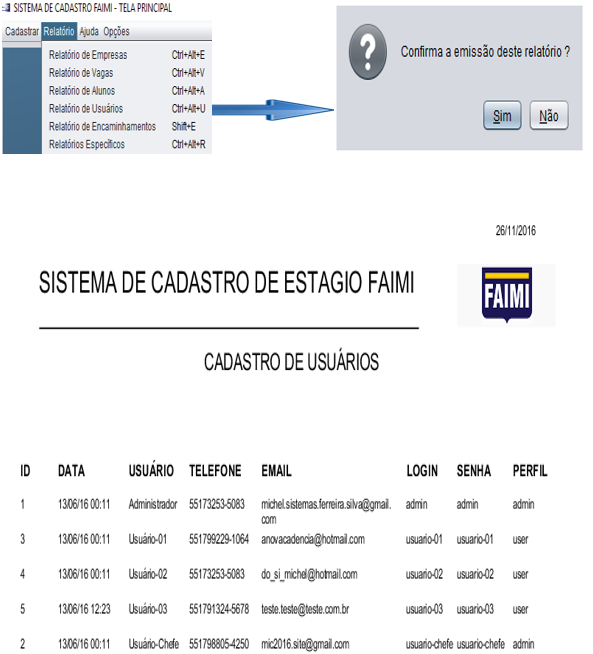 SISTEMA DE CADASTRO FAIMI - TELA PRINCIPAL
Cadastrar Relatório Ajuda Opções
Relatório de Empresas Ctrl+Alt+E
Relatório de Vagas Ctrl+Alt+V
Relatório de Alunos Ctrl+Alt+A
Relatório de Usuários Ctrl+Alt+U
Relatório de Encaminhamentos Shift+E
Relatórios Específicos Ctrl+Alt+R
?
Confirma a emissão deste relatório ?
Sim Não
26/11/2016
SISTEMA DE CADASTRO DE ESTAGIO FAIMI
FAIMI
CADASTRO DE USUÁRIOS
ID DATA USUÁRIO TELEFONE EMAIL LOGIN SENHA PERFIL
1 13/06/16 00:11 Administrador 55173253-5083 michel.sistemas.ferreira.silva@gmail. admin admin admin
com
3 13/06/16 00:11 Usuário-01 551799229-1064 anovacadencia@hotmail.com usuario-01 usuario-01 user
4 13/06/16 00:11 Usuário-02 55173253-5083 do_si_michel@hotmail.com usuario-02 usuario-02 user
5 13/06/16 12:23 Usuário-03 551791324-5678 teste.teste@teste.com.br usuario-03 usuario-03 user
2 13/06/16 00:11 Usuário-Chefe 551798805-4250 mic2016.site@gmail.com usuario-chefe usuario-chefe admin